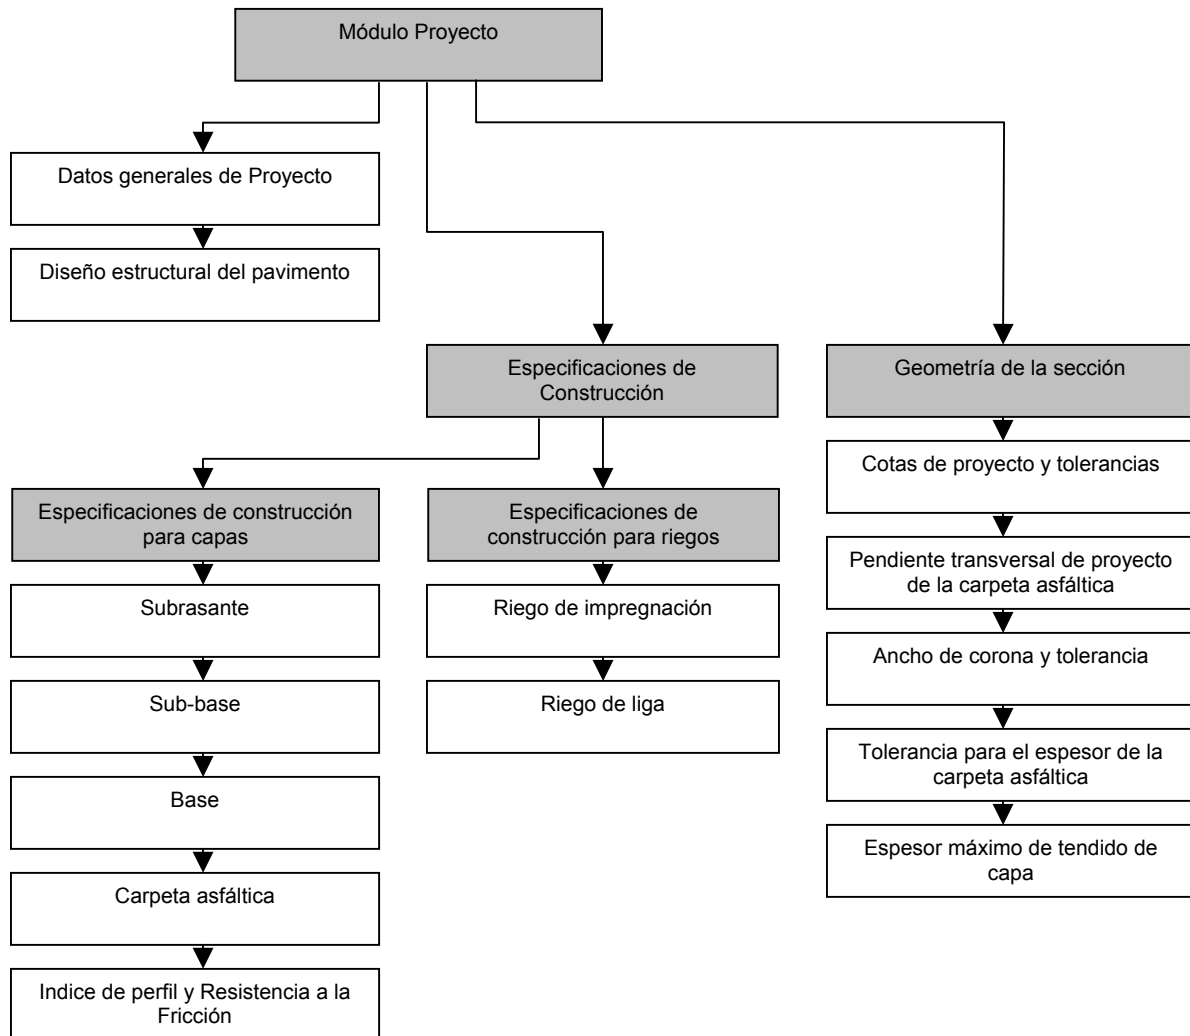 Módulo Proyecto
Datos generales de Proyecto
Diseño estructural del pavimento
Especificaciones de
Construcción
Geometría de la sección
Especificaciones de construcción
para capas
Subrasante
Sub-base
Base
Carpeta asfáltica
Indice de perfil y Resistencia a la
Fricción
Especificaciones de
construcción para riegos
Riego de impregnación
Riego de liga
Cotas de proyecto y tolerancias
Pendiente transversal de proyecto
de la carpeta asfáltica
Ancho de corona y tolerancia
Tolerancia para el espesor de la
carpeta asfáltica
Espesor máximo de tendido de
capa